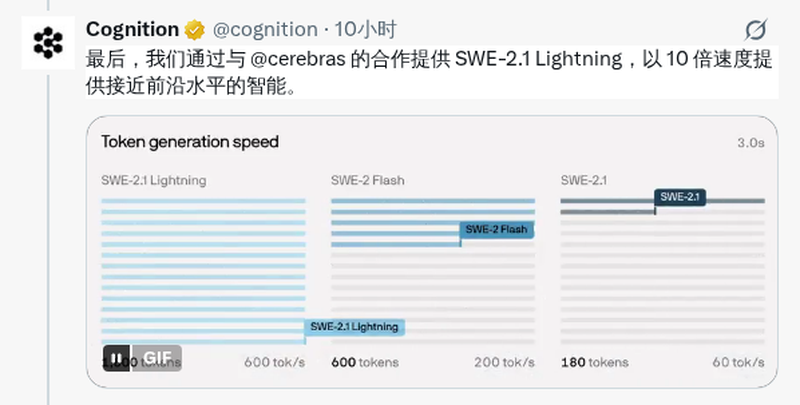 Cognition @cognition · 10小时
最后，我们通过与 @cerebras 的合作提供 SWE-2.1 Lightning，以 10 倍速度提
供接近前沿水平的智能。
Token generation speed 3.0s
SWE-2.1 Lightning SWE-2 Flash SWE-2.1
SWE-2.1
SWE-2 Flash
SWE-2.1 Lightning
GIF
tokens 600 tok/s 600 tokens 200 tok/s 180 tokens 60 tok/s